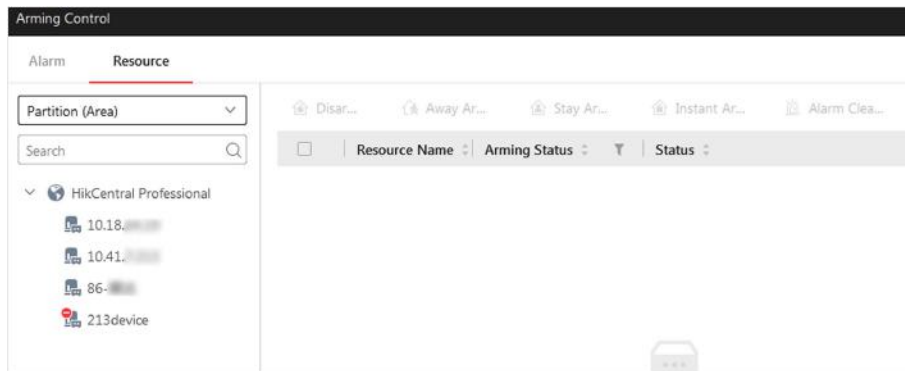 Arming Control
Alarm Resource
Partition (Area)
Disar... Away Ar... Stay Ar... Instant Ar... Alarm Clea...
Search
Resource Name Arming Status Status
HikCentral Professional
10.18.
10.41.
86-
213device